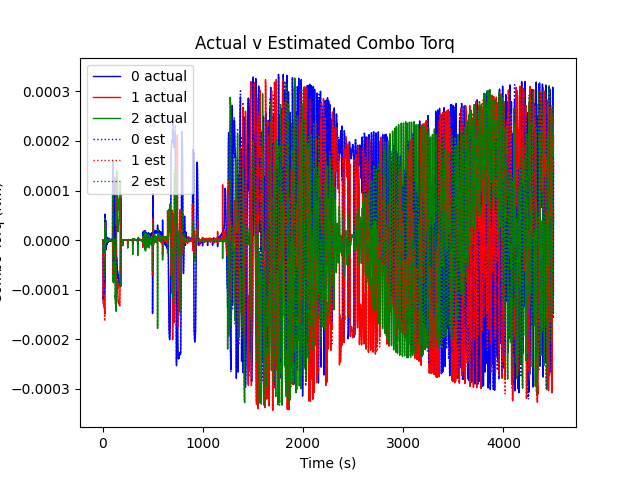 Actual v Estimated Combo Torq
0 actual
1 actual
2 actual
0 est
1 est
2 est
0.0003
0.0002
0.0001
0.0000
−0.0001
−0.0002
−0.0003
0
1000
2000
3000
4000
Time (s)